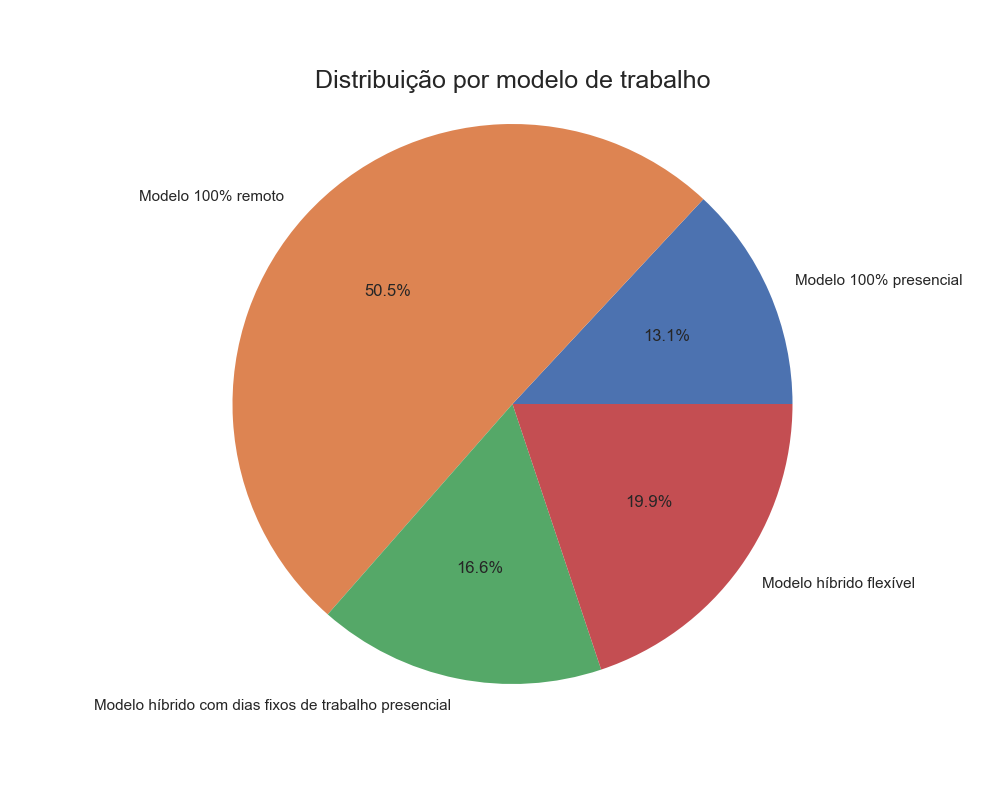 Distribuição por modelo de trabalho
Modelo 100% remoto
Modelo 100% presencial
50.5%
13.1%
19.9%
16.6%
Modelo híbrido flexível
Modelo híbrido com dias fixos de trabalho presencial